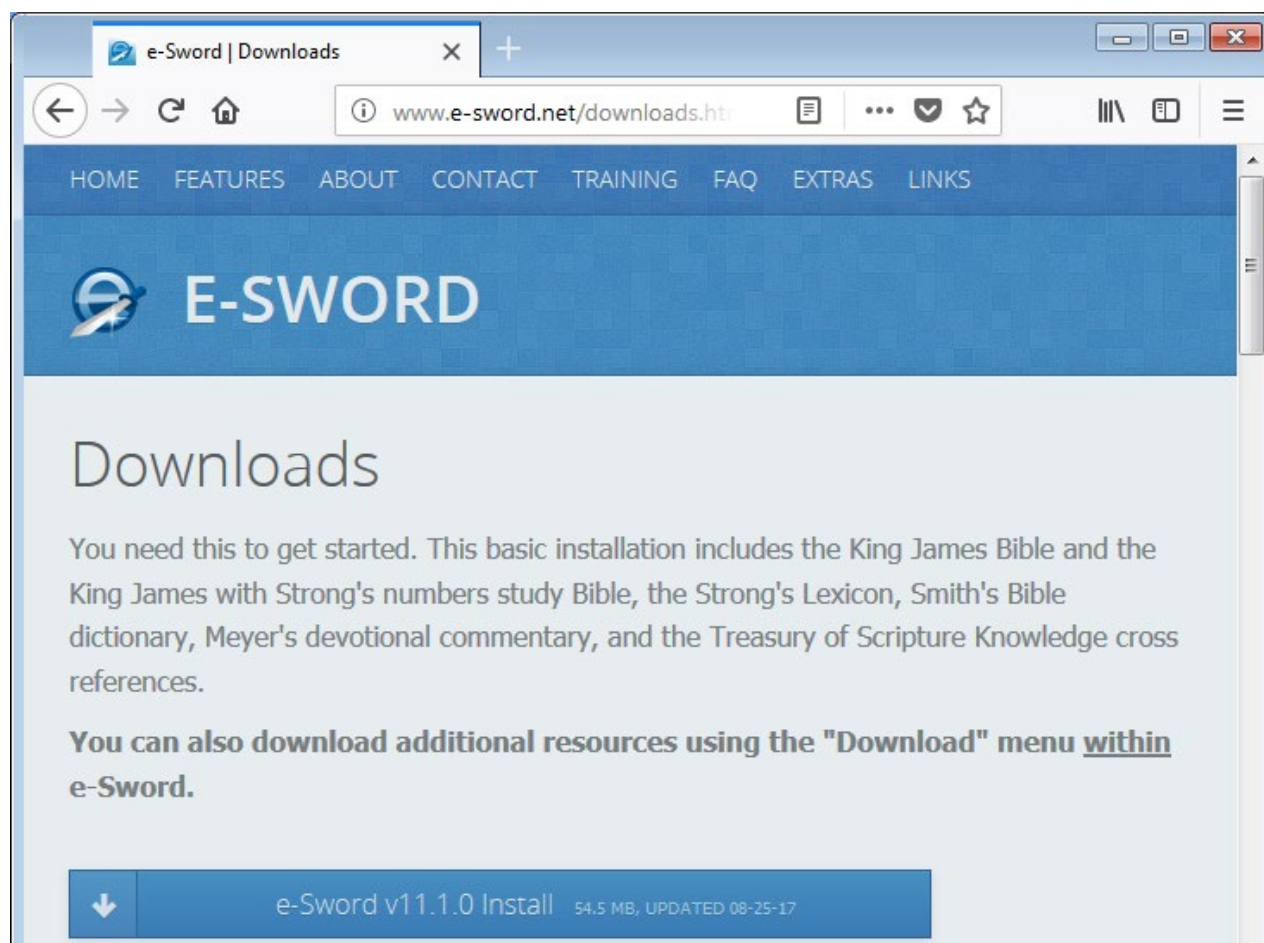 e-Sword | Downloads
www.e-sword.net/downloads.ht
HOME FEATURES ABOUT CONTACT TRAINING FAQ EXTRAS LINKS
E-SWORD
Downloads
You need this to get started. This basic installation includes the King James Bible and the
King James with Strong's numbers study Bible, the Strong's Lexicon, Smith's Bible
dictionary, Meyer's devotional commentary, and the Treasury of Scripture Knowledge cross
references.
You can also download additional resources using the "Download" menu within
e-Sword.
e-Sword v11.1.0 Install 54.5 MB, UPDATED 08-25-17